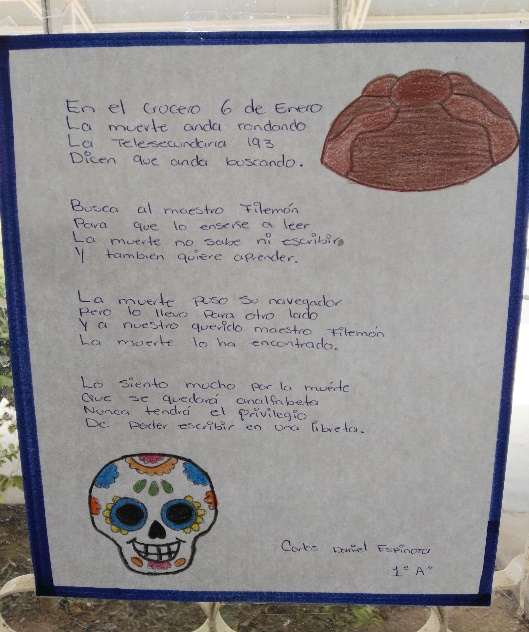 En el Crucero 6 de Enero
La muerte anda rondando
La Telesecundaria 193
Dicen que anda buscando.
Busca al maestro Filemón
Para que lo enseñe a leer
La muerte no sabe ni escribir
Y tambien quiere aprender.
La muerte puso su navegador
Pero lo llevo para otro lado
Y a nuestro querido maestro Filemón
La muerte lo ha encontrado.
Lo siento mucho por la muerte
Que se quedará analfabeta
Nunca tendrá el privilegio
De poder escribir en una libreta.
Carlos Daniel Espinoza
1° A"